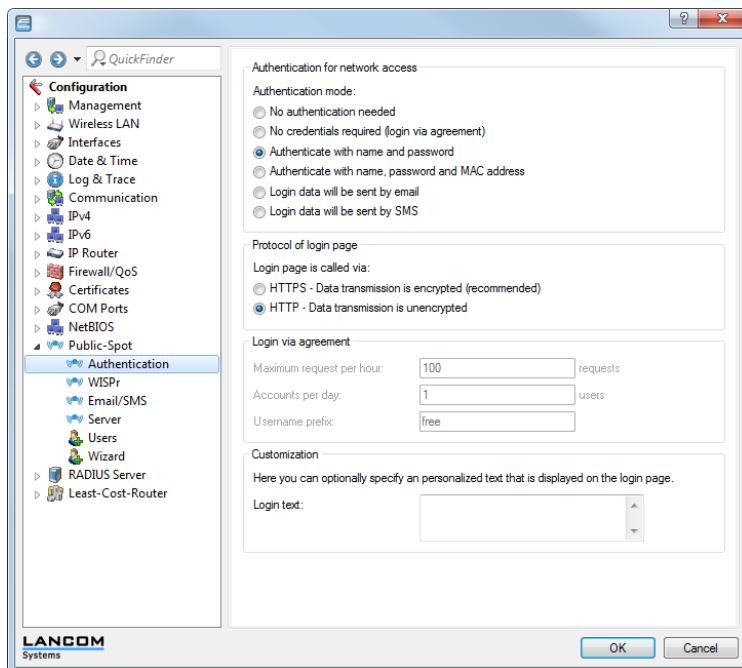 ?
x
QuickFinder
Configuration
Management
Wireless LAN
Interfaces
Date & Time
Log & Trace
Communication
IPv4
IPv6
IP Router
Firewall/QoS
Certificates
COM Ports
NetBIOS
Public-Spot
Authentication
WISPr
Email/SMS
Server
Users
Wizard
RADIUS Server
Least-Cost-Router
Authentication for network access
Authentication mode:
No authentication needed
No credentials required (login via agreement)
Authenticate with name and password
Authenticate with name, password and MAC address
Login data will be sent by email
Login data will be sent by SMS
Protocol of login page
Login page is called via:
HTTPS - Data transmission is encrypted (recommended)
HTTP - Data transmission is unencrypted
Login via agreement
Maximum request per hour: 100 requests
Accounts per day: 1 users
Username prefix: free
Customization
Here you can optionally specify an personalized text that is displayed on the login page.
Login text:
LANCOM
Systems
OK Cancel